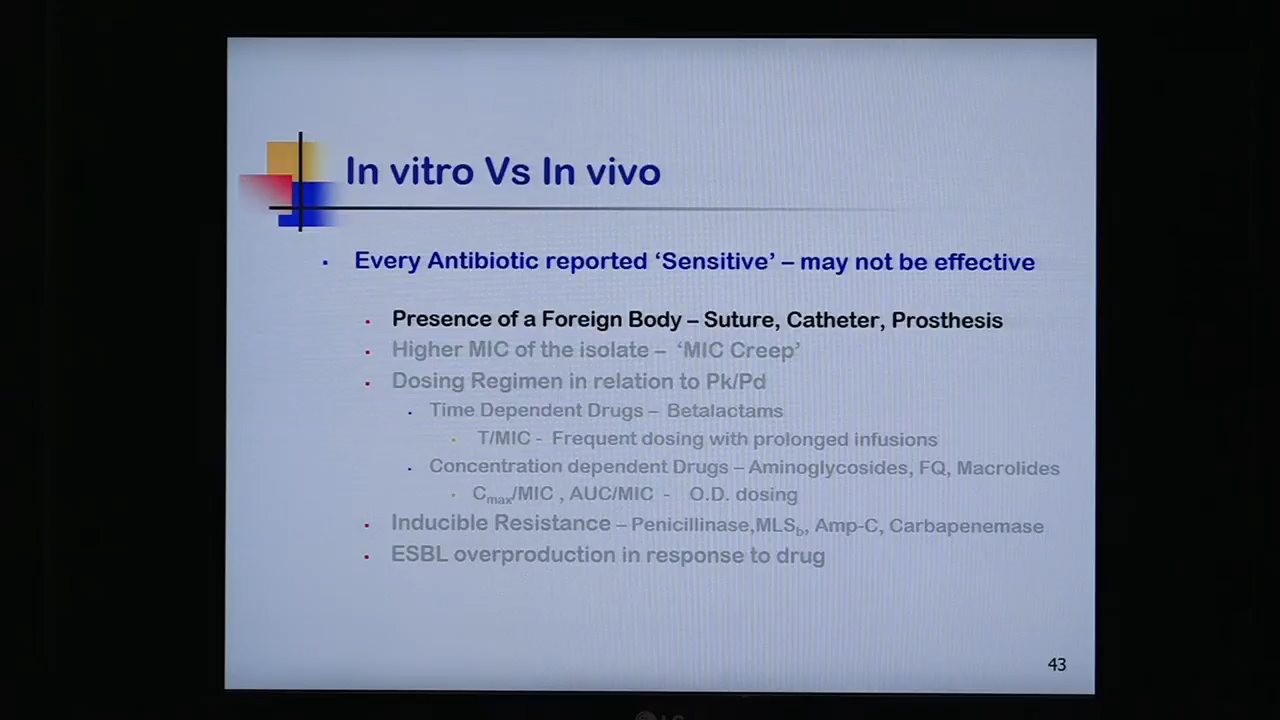 In vitro Vs In vivo
Every Antibiotic reported ‘Sensitive’ – may not be effective
Presence of a Foreign Body – Suture, Catheter, Prosthesis
Higher MIC of the isolate – ‘MIC Creep’
Dosing Regimen in relation to Pk/Pd
Time Dependent Drugs – Betalactams
T/MIC - Frequent dosing with prolonged infusions
Concentration dependent Drugs – Aminoglycosides, FQ, Macrolides
Cmax/MIC , AUC/MIC - O.D. dosing
Inducible Resistance – Penicillinase,MLSb, Amp-C, Carbapenemase
ESBL overproduction in response to drug
43